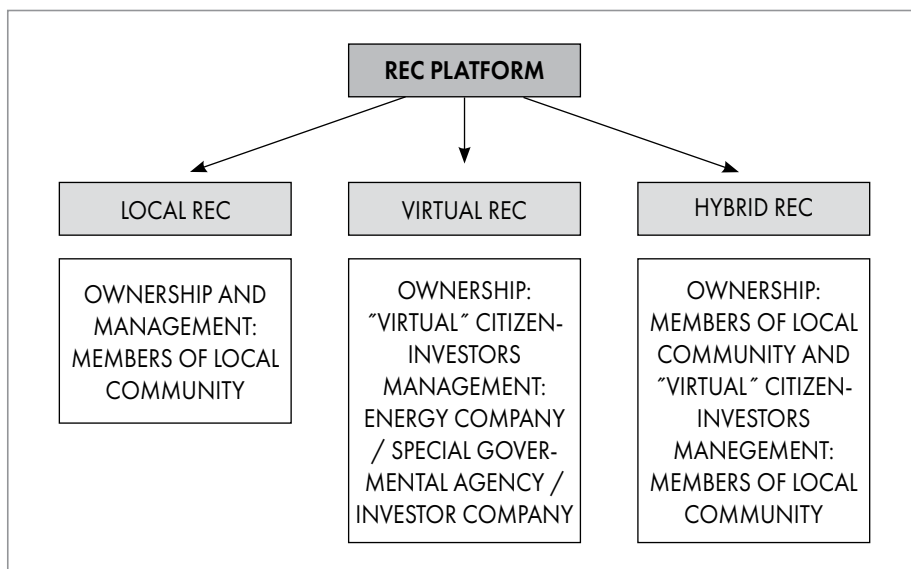 REC PLATFORM
LOCAL REC
OWNERSHIP AND
MANAGEMENT:
MEMBERS OF LOCAL
COMMUNITY
VIRTUAL REC
OWNERSHIP:
˝VIRTUAL˝ CITIZEN-
INVESTORS
MANAGEMENT:
ENERGY COMPANY
/ SPECIAL GOVER-
MENTAL AGENCY /
INVESTOR COMPANY
HYBRID REC
OWNERSHIP:
MEMBERS OF LOCAL
COMMUNITY AND
˝VIRTUAL˝ CITIZEN-
INVESTORS
MANEGEMENT:
MEMBERS OF LOCAL
COMMUNITY